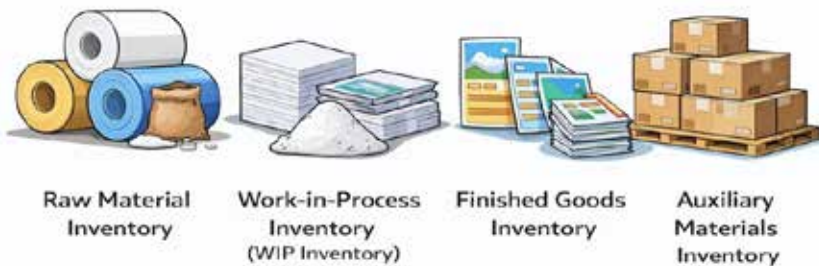 Raw Material
Inventory
Work-in-Process
Inventory
(WIP Inventory)
Finished Goods
Inventory
Auxiliary
Materials
Inventory